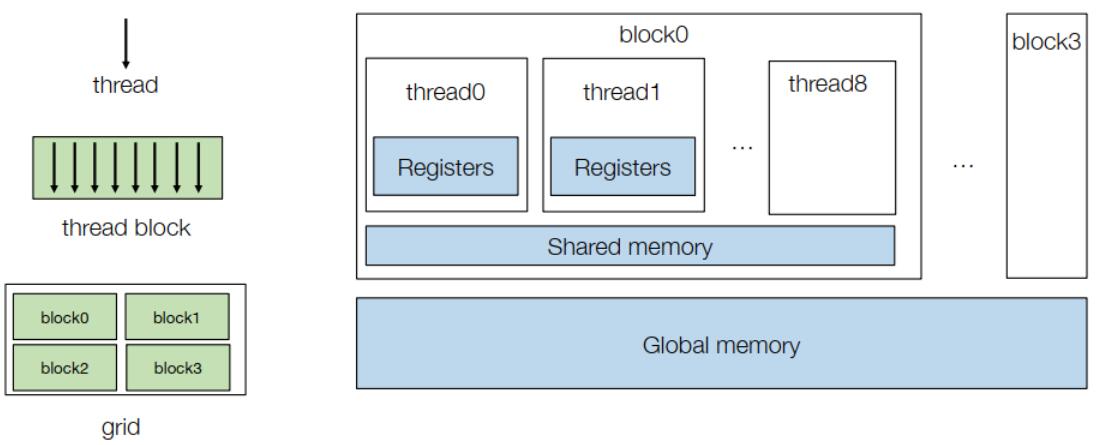 thread
thread block
block0 block1
block2 block3
grid
block0
thread0 thread1 ... thread8
Registers Registers
Shared memory
...
block3
Global memory